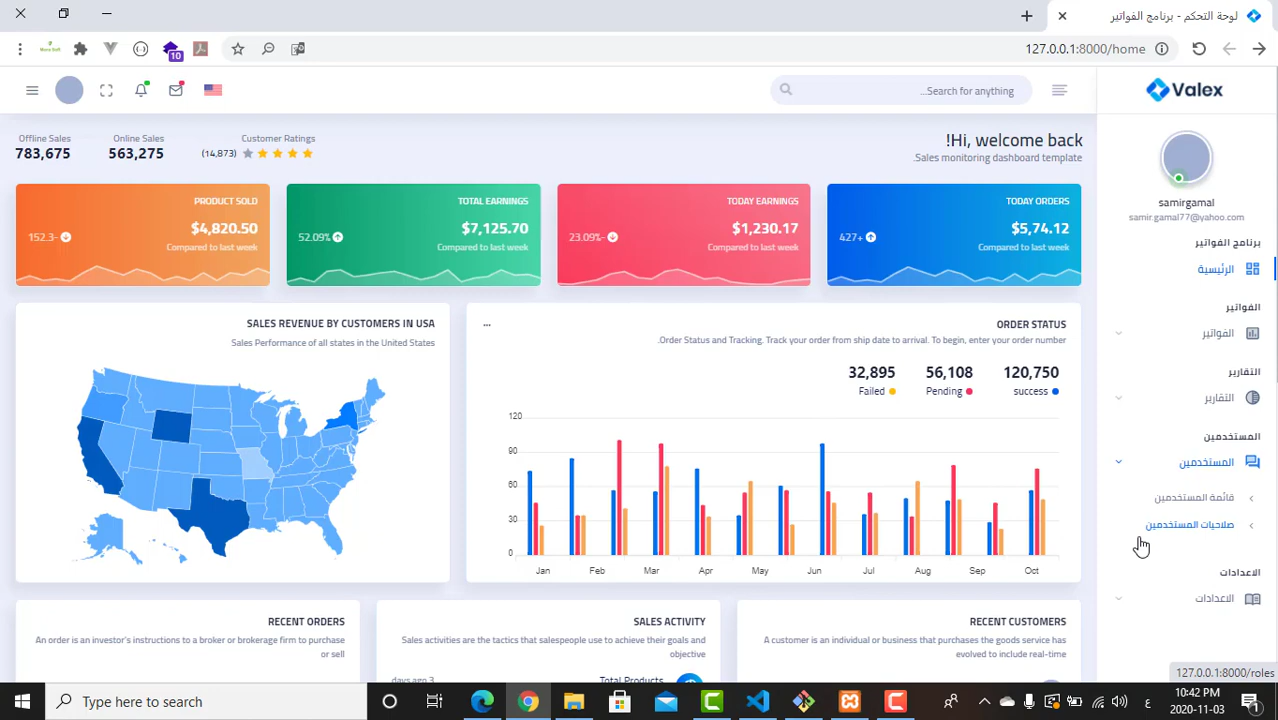 لوحة التحكم - برنامج الفواتير
127.0.0.1:8000/home
10
Valex
Search for anything...
samirgamal
samir.gamal77@yahoo.com
برنامج الفواتير
الرئيسية
الفواتير
الفواتير
التقارير
التقارير
المستخدمين
المستخدمين
قائمة المستخدمين
صلاحيات المستخدمين
الاعدادات
الاعدادات
Hi, welcome back!
Sales monitoring dashboard template.
Customer Ratings
(14,873)
Online Sales
563,275
Offline Sales
783,675
TODAY ORDERS
$5,74.12
Compared to last week
427+
TODAY EARNINGS
$1,230.17
Compared to last week
23.09%-
TOTAL EARNINGS
$7,125.70
Compared to last week
52.09%
PRODUCT SOLD
$4,820.50
Compared to last week
152.3-
ORDER STATUS
...
Order Status and Tracking. Track your order from ship date to arrival. To begin, enter your order number.
120,750
success
56,108
Pending
32,895
Failed
120
90
60
30
0
Jan Feb Mar Apr May Jun Jul Aug Sep Oct
SALES REVENUE BY CUSTOMERS IN USA
Sales Performance of all states in the United States
RECENT CUSTOMERS
A customer is an individual or business that purchases the goods service has
evolved to include real-time
SALES ACTIVITY
Sales activities are the tactics that salespeople use to achieve their goals and
objective
Total Products
days ago 3
RECENT ORDERS
An order is an investor's instructions to a broker or brokerage firm to purchase
or sell
127.0.0.1:8000/roles
Type here to search
ع
10:42 PM
2020-11-03
1